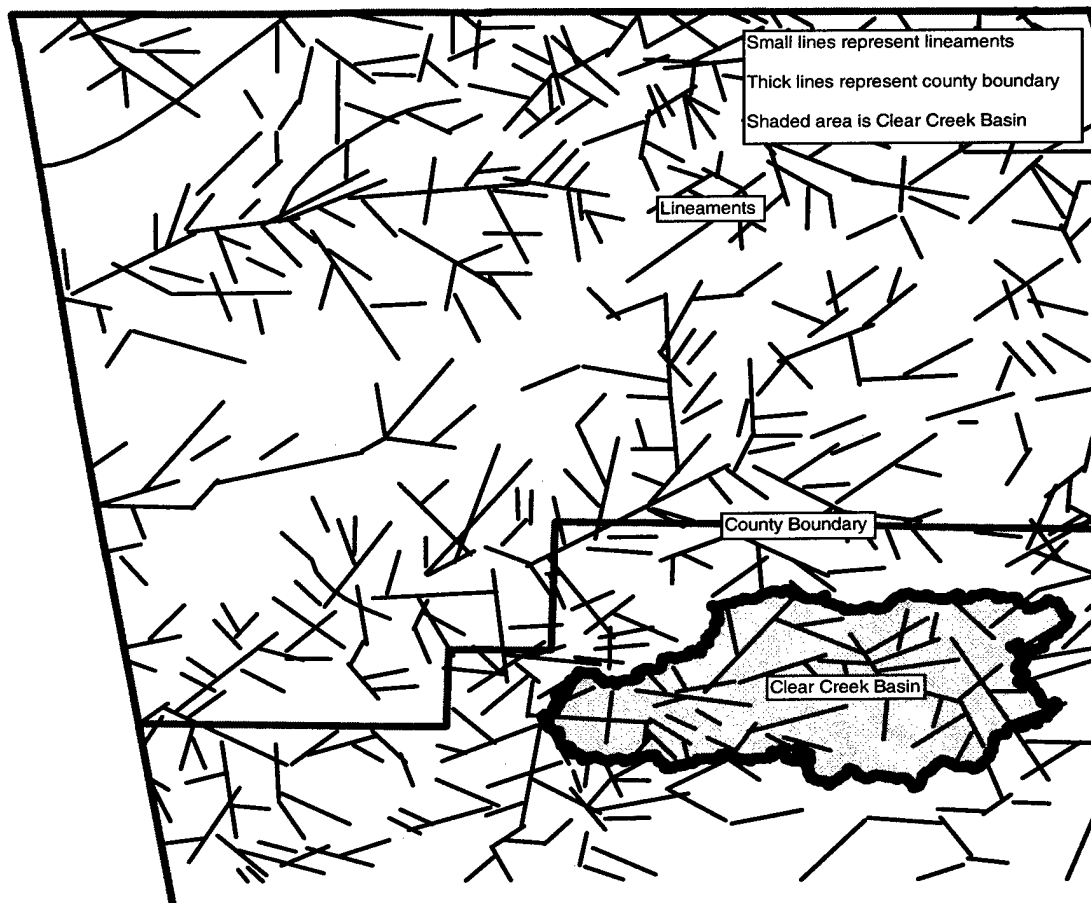 Small lines represent lineaments
Thick lines represent county boundary
Shaded area is Clear Creek Basin
Lineaments
County Boundary
Clear Creek Basin